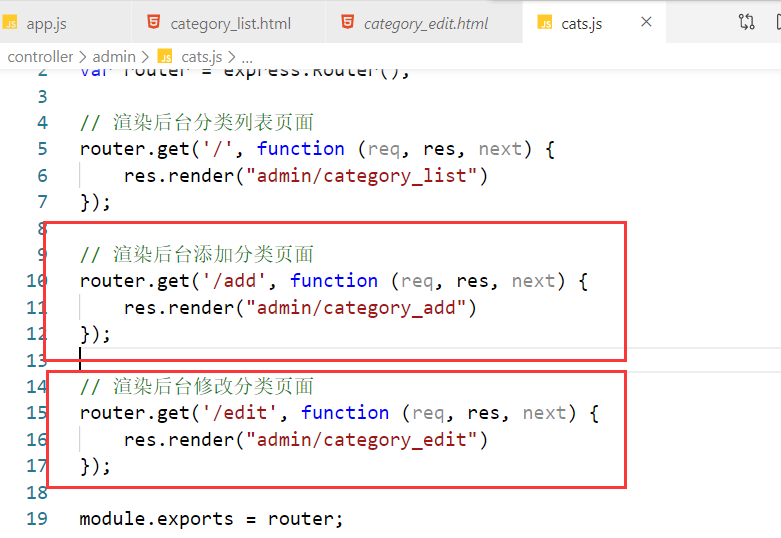 JS app.js category_list.html category_edit.html JS cats.js ×
controller > admin > JS cats.js > ...
2 var router = express.Router();
3
4 // 渲染后台分类列表页面
5 router.get('/', function (req, res, next) {
6 res.render("admin/category_list")
7 });
8
9 // 渲染后台添加分类页面
10 router.get('/add', function (req, res, next) {
11 res.render("admin/category_add")
12 });
13
14 // 渲染后台修改分类页面
15 router.get('/edit', function (req, res, next) {
16 res.render("admin/category_edit")
17 });
18
19 module.exports = router;